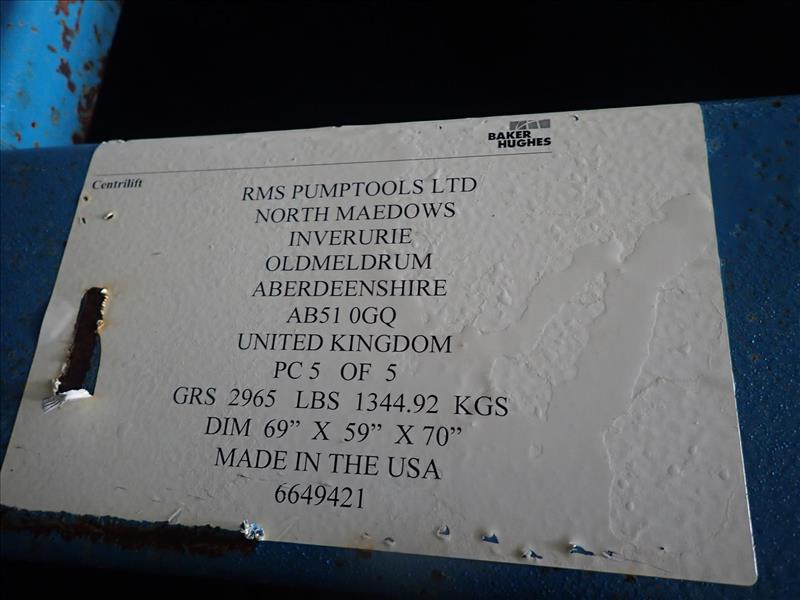 BAKER
HUGHES
Centrilift
RMS PUMPTOOLS LTD
NORTH MAEDOWS
INVERURIE
OLDMELDRUM
ABERDEENSHIRE
AB51 0GQ
UNITED KINGDOM
PC 5 OF 5
GRS 2965 LBS 1344.92 KGS
DIM 69” X 59” X 70”
MADE IN THE USA
6649421